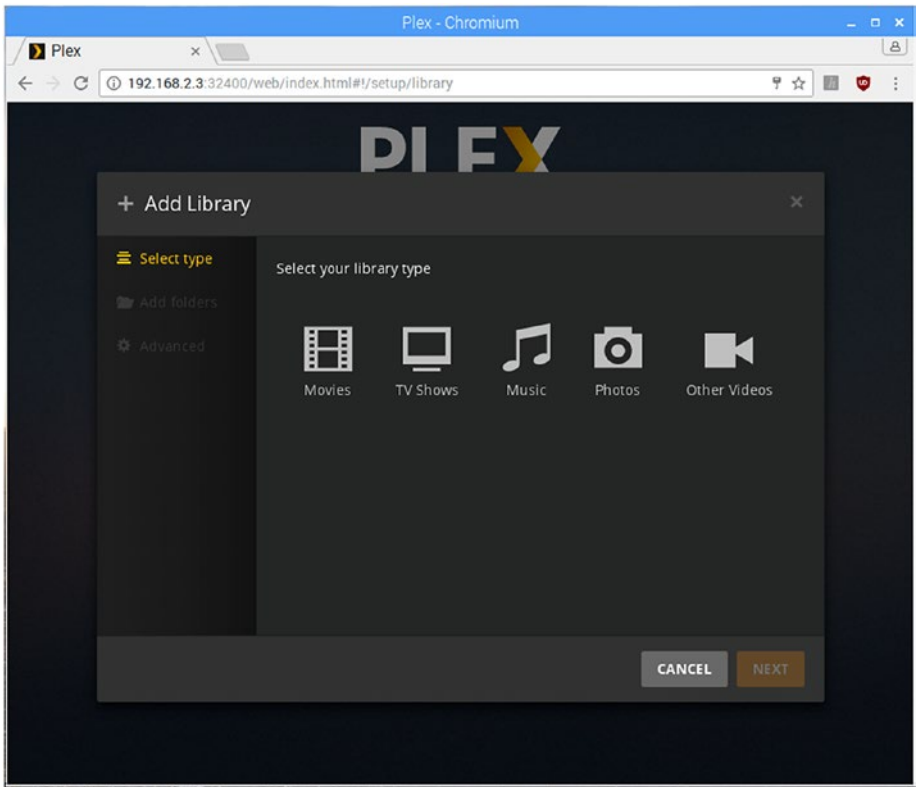 Plex - Chromium
Plex
192.168.2.3:32400/web/index.html#!/setup/library
PLEX
+ Add Library
Select type
Select your library type
Add folders
Advanced
Movies TV Shows Music Photos Other Videos
CANCEL NEXT